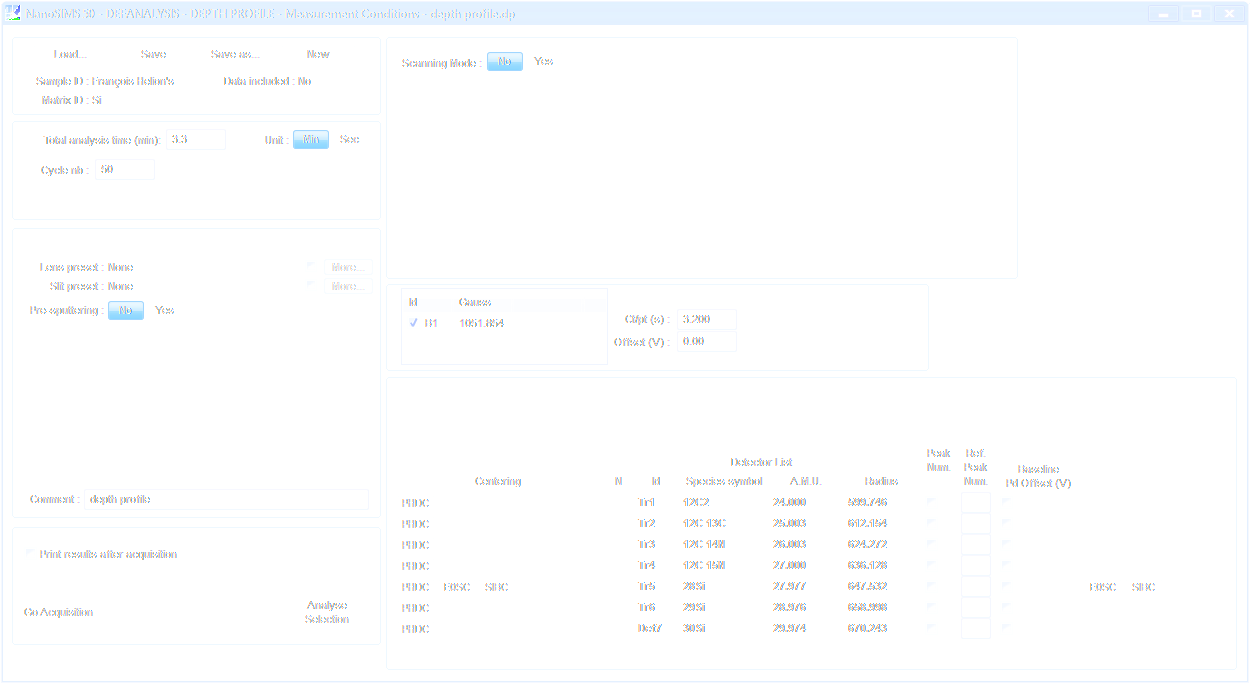 NanoSIMS 50 - DEFANALYSIS - DEPTH PROFILE - Measurement Conditions - depth profile.dp
Load... Save Save as... New
Sample ID : François Helion's Data included : No
Matrix ID : Si
Total analysis time (min): 3.3 Unit : Min Sec
Cycle nb : 50
Lens preset : None More...
Slit preset : None More...
Pre-sputtering : No Yes
Comment : depth profile
Print results after acquisition
Go Acquisition
Analyse
Selection
Scanning Mode : No Yes
Id Gauss
B1 1051.854
Ct/pt (s) : 3.200
Offset (V) : 0.00
Detector List
Centering N Id Species symbol A.M.U. Radius Peak Num. Ref. Peak Num. Baseline Pd Offset (V)
PHDC Tr1 12C2 24.000 599.746
PHDC Tr2 12C 13C 25.003 612.154
PHDC Tr3 12C 14N 26.003 624.272
PHDC Tr4 12C 15N 27.000 636.128
PHDC E0SC SIBC Tr5 28Si 27.977 647.532 E0SC SIBC
PHDC Tr6 29Si 28.976 658.998
PHDC Det7 30Si 29.974 670.243